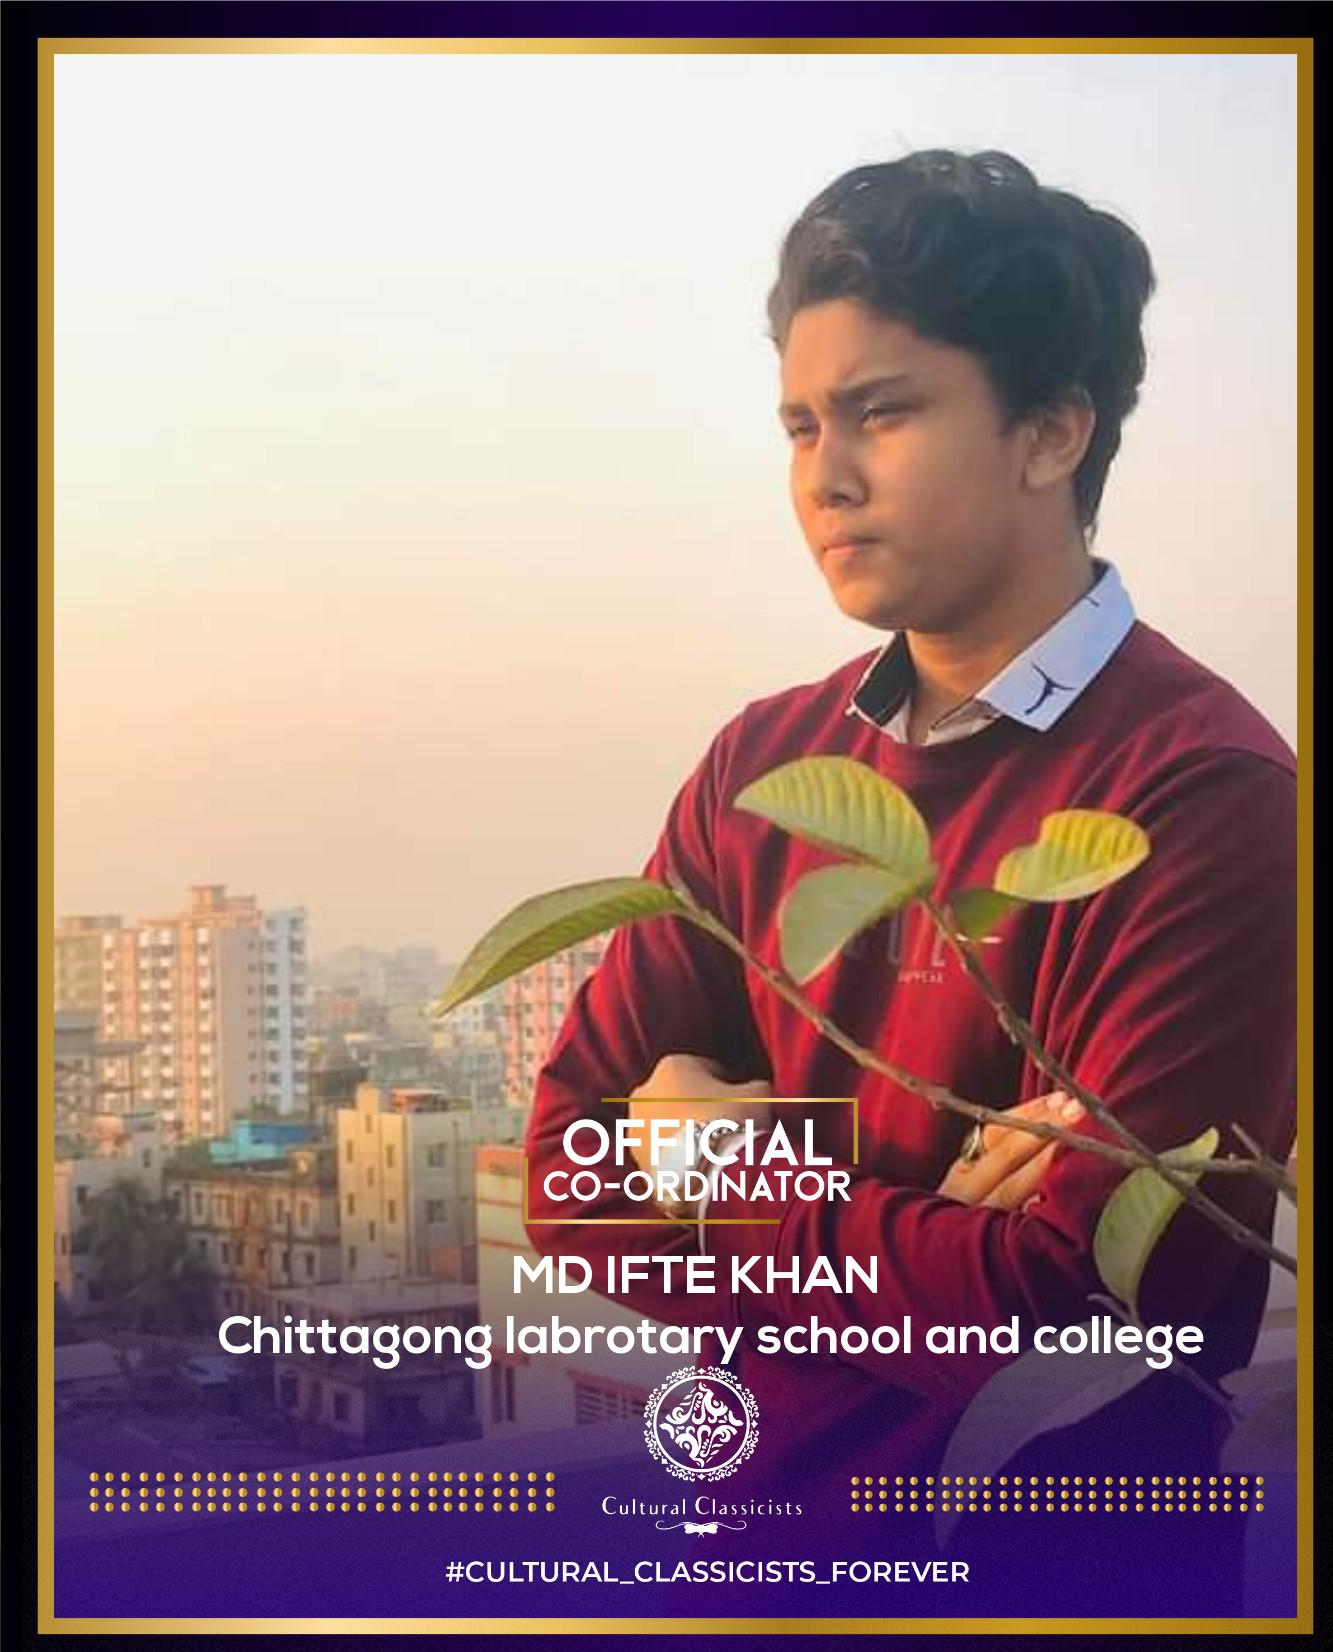 OFFICIAL
CO-ORDINATOR
MD IFTE KHAN
Chittagong labrotary school and college
Cultural Classicists
#CULTURAL_CLASSICISTS_FOREVER